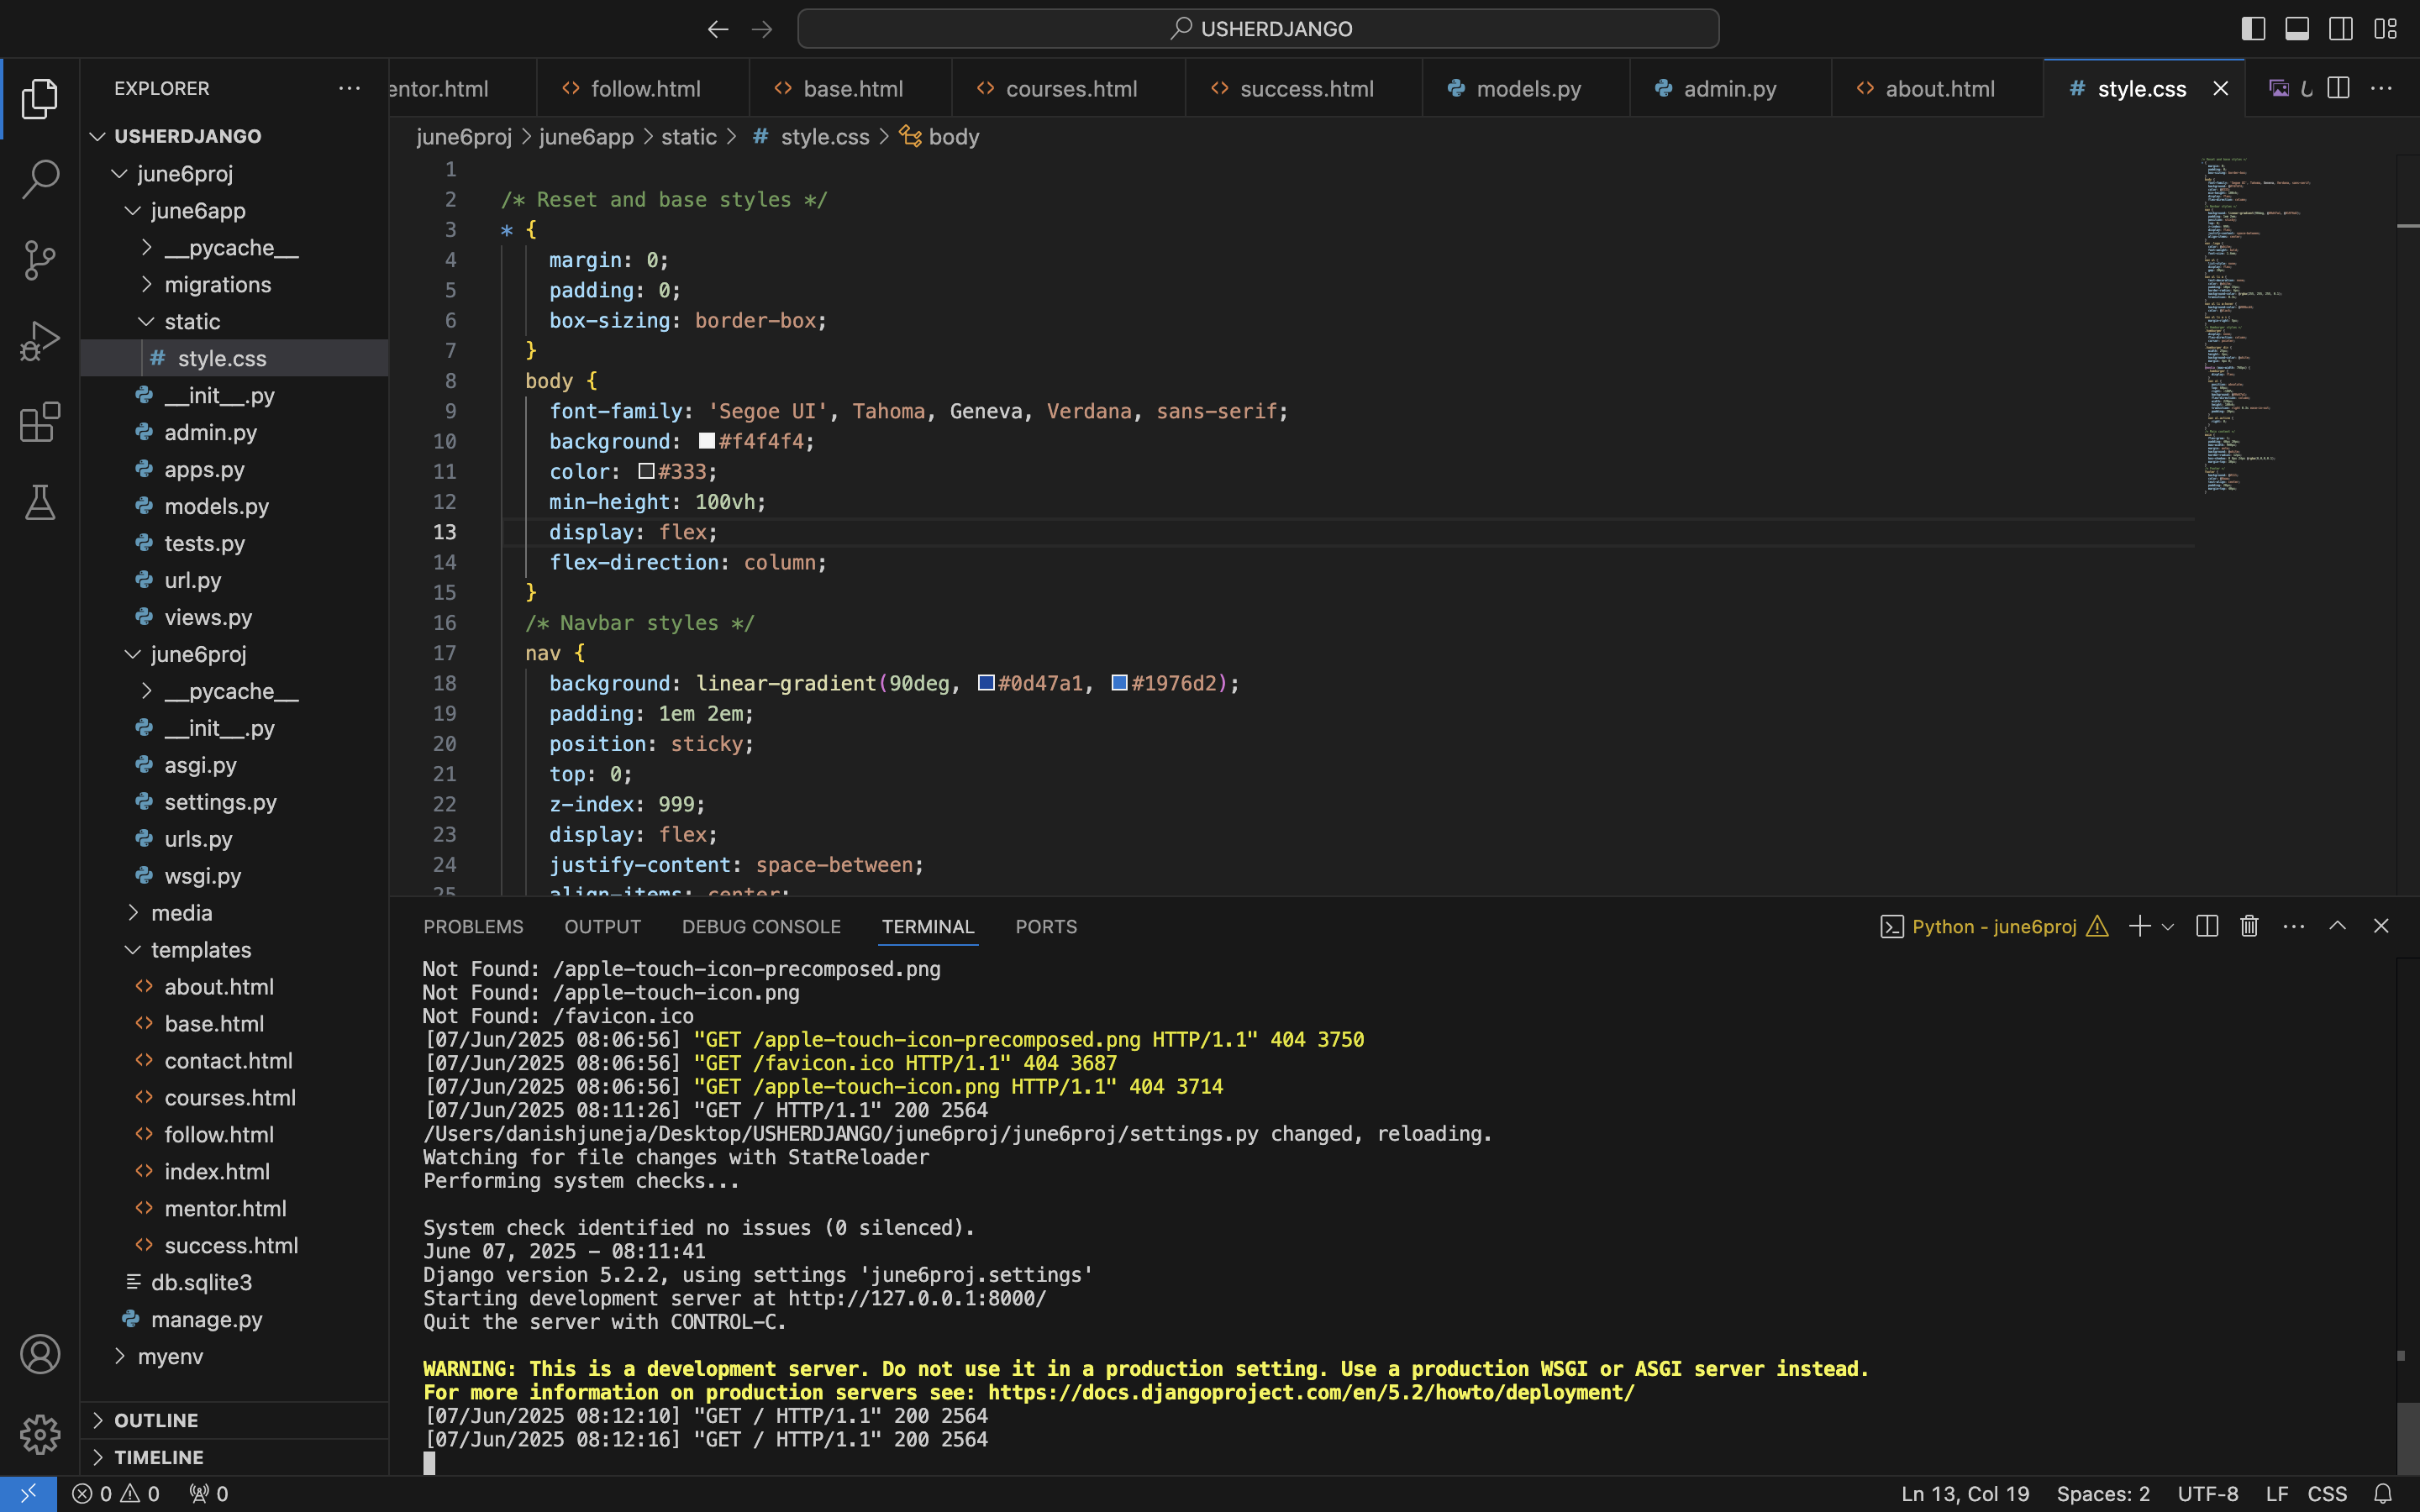 USHERDJANGO
EXPLORER
USHERDJANGO
june6proj
june6app
__pycache__
migrations
static
# style.css
__init__.py
admin.py
apps.py
models.py
tests.py
url.py
views.py
june6proj
__pycache__
__init__.py
asgi.py
settings.py
urls.py
wsgi.py
media
templates
about.html
base.html
contact.html
courses.html
follow.html
index.html
mentor.html
success.html
db.sqlite3
manage.py
myenv
OUTLINE
TIMELINE
entor.html <> follow.html <> base.html <> courses.html <> success.html models.py admin.py <> about.html # style.css
june6proj > june6app > static > # style.css > body
1
2 /* Reset and base styles */
3 * {
4 margin: 0;
5 padding: 0;
6 box-sizing: border-box;
7 }
8 body {
9 font-family: 'Segoe UI', Tahoma, Geneva, Verdana, sans-serif;
10 background: #f4f4f4;
11 color: #333;
12 min-height: 100vh;
13 display: flex;
14 flex-direction: column;
15 }
16 /* Navbar styles */
17 nav {
18 background: linear-gradient(90deg, #0d47a1, #1976d2);
19 padding: 1em 2em;
20 position: sticky;
21 top: 0;
22 z-index: 999;
23 display: flex;
24 justify-content: space-between;
25 align-items: center;
PROBLEMS OUTPUT DEBUG CONSOLE TERMINAL PORTS
Python - june6proj
Not Found: /apple-touch-icon-precomposed.png
Not Found: /apple-touch-icon.png
Not Found: /favicon.ico
[07/Jun/2025 08:06:56] "GET /apple-touch-icon-precomposed.png HTTP/1.1" 404 3750
[07/Jun/2025 08:06:56] "GET /favicon.ico HTTP/1.1" 404 3687
[07/Jun/2025 08:06:56] "GET /apple-touch-icon.png HTTP/1.1" 404 3714
[07/Jun/2025 08:11:26] "GET / HTTP/1.1" 200 2564
/Users/danishjuneja/Desktop/USHERDJANGO/june6proj/june6proj/settings.py changed, reloading.
Watching for file changes with StatReloader
Performing system checks...
System check identified no issues (0 silenced).
June 07, 2025 - 08:11:41
Django version 5.2.2, using settings 'june6proj.settings'
Starting development server at http://127.0.0.1:8000/
Quit the server with CONTROL-C.
WARNING: This is a development server. Do not use it in a production setting. Use a production WSGI or ASGI server instead.
For more information on production servers see: https://docs.djangoproject.com/en/5.2/howto/deployment/
[07/Jun/2025 08:12:10] "GET / HTTP/1.1" 200 2564
[07/Jun/2025 08:12:16] "GET / HTTP/1.1" 200 2564
0 0 0
Ln 13, Col 19 Spaces: 2 UTF-8 LF CSS